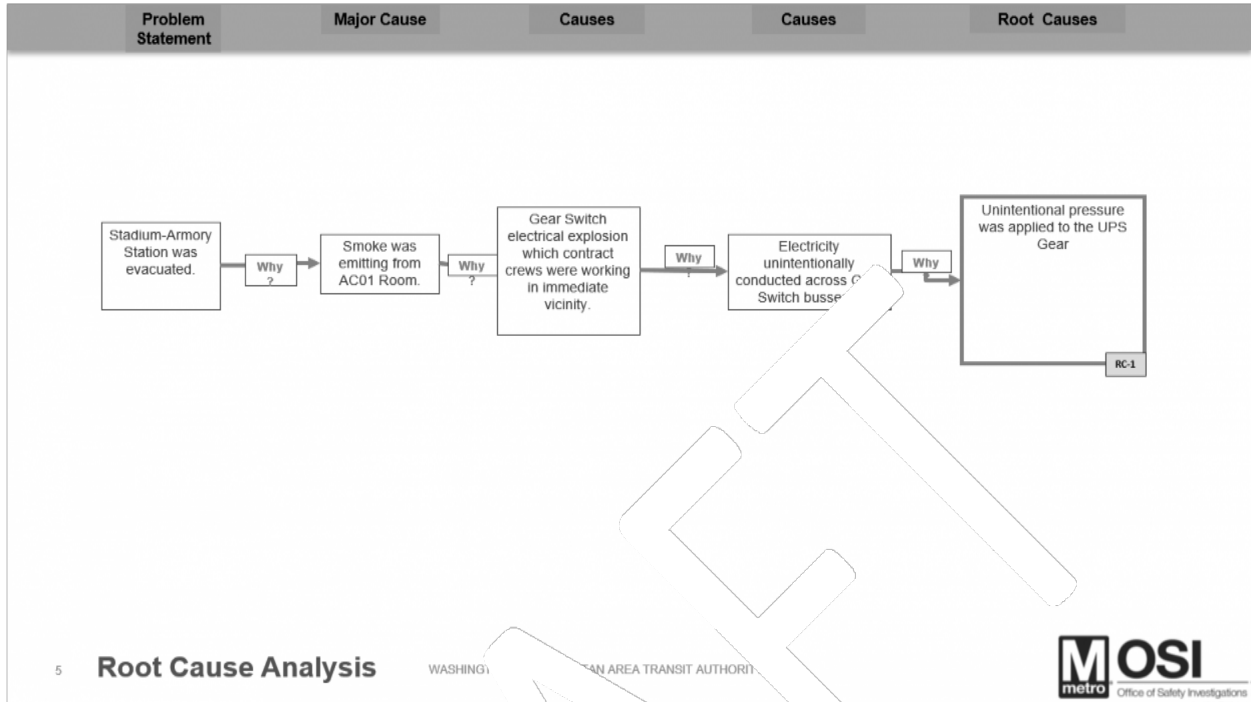 Problem
Statement
Major Cause
Causes
Causes
Root Causes
Stadium-Armory
Station was
evacuated.
Why
?
Smoke was
emitting from
AC01 Room.
Why
?
Gear Switch
electrical explosion
which contract
crews were working
in immediate
vicinity.
Why
?
Electricity
unintentionally
conducted across
Switch
Why
Unintentional pressure
was applied to the UPS
Gear
RC-1
5
Root Cause Analysis
AREA TRANSIT
M
metro
OSI
Office of Safety Investigations